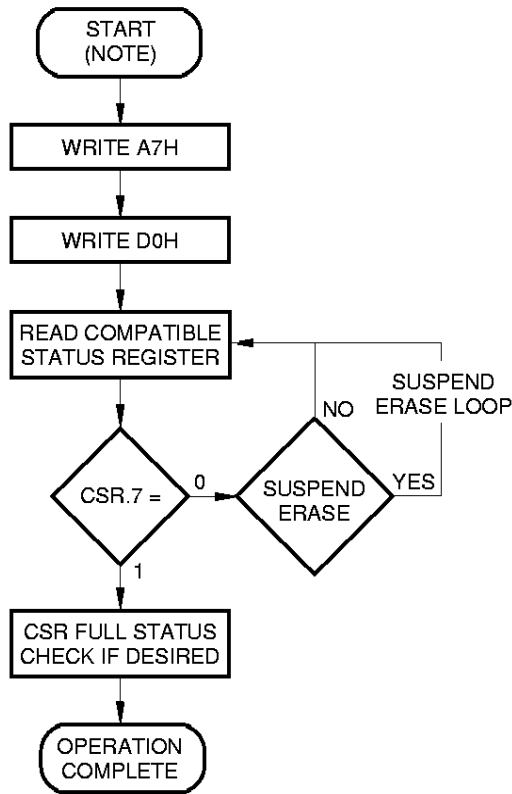 START
(NOTE)
WRITE A7H
WRITE D0H
READ COMPATIBLE
STATUS REGISTER
SUSPEND
ERASE LOOP
NO
CSR.7 =
0
SUSPEND
ERASE
YES
1
CSR FULL STATUS
CHECK IF DESIRED
OPERATION
COMPLETE